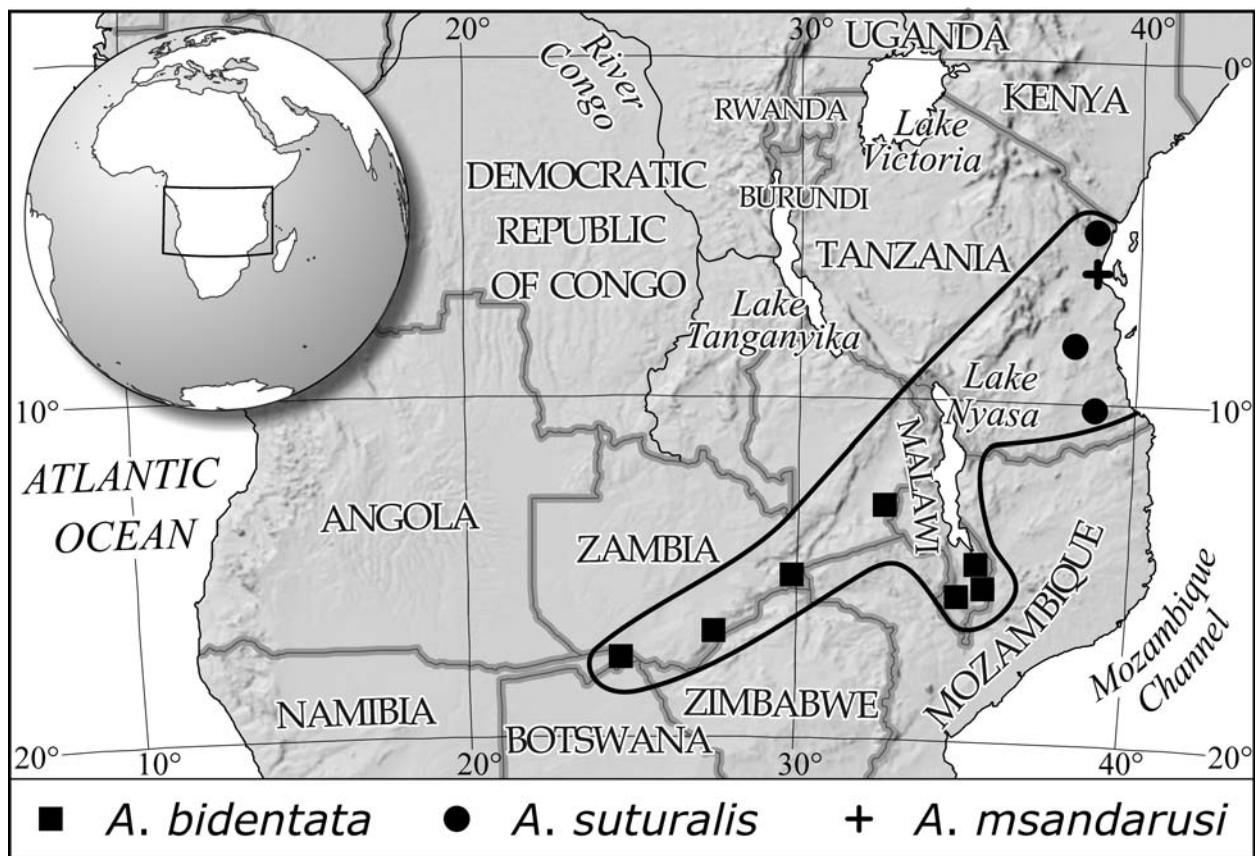 20°
30°
40°
UGANDA
0°
River
Congo
KENYA
RWANDA
Lake
Victoria
DEMOCRATIC
REPUBLIC
OF CONGO
BURUNDI
TANZANIA
Lake
Tanganyika
10°
Lake
Nyasa
10°
ATLANTIC
OCEAN
ANGOLA
ZAMBIA
MALAWI
MOZAMBIQUE
Mozambique
Channel
NAMIBIA
BOTSWANA
ZIMBABWE
20°
10°
20°
30°
40°
20°
A. bidentata
A. suturalis
A. msandarusi